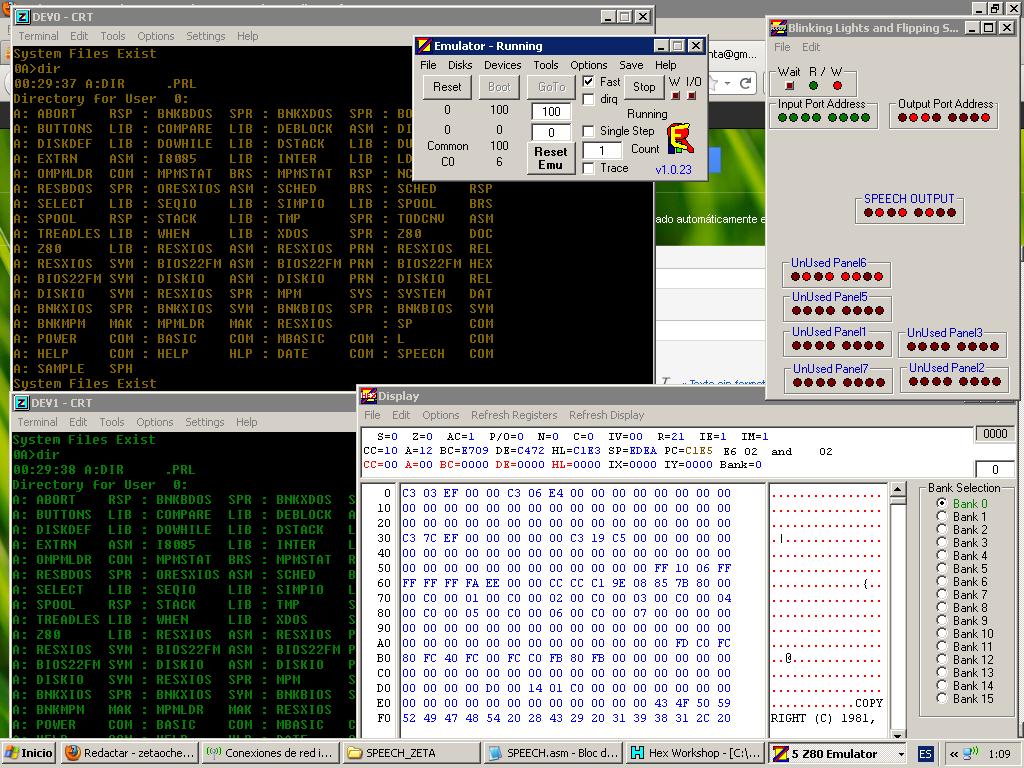 DEV0 - CRT
Terminal Edit Tools Options Settings Help
System Files Exist
0A>dir
00:29:37 A:DIR .PRL
Directory for User 0:
A: ABORT RSP : BNKBDOS SPR : BNKXDOS SPR : BO
A: BUTTONS LIB : COMPARE LIB : DEBLOCK ASM : DI
A: DISKDEF LIB : DOWHILE LIB : DSTACK LIB : DU
A: EXTRN ASM : I8085 LIB : INTER LIB : LD
A: OMPMLDR COM : MPMSTAT BRS : MPMSTAT RSP : NC
A: RESBDOS SPR : ORESXIOS ASM : SCHED BRS : SCHED RSP
A: SELECT LIB : SEQIO LIB : SIMPIO LIB : SPOOL BRS
A: SPOOL RSP : STACK LIB : TMP SPR : TODCNV ASM
A: TREADLES LIB : WHEN LIB : XDOS SPR : Z80 DOC
A: Z80 LIB : RESXIOS ASM : RESXIOS PRN : RESXIOS REL
A: RESXIOS SYM : BIOS22FM ASM : BIOS22FM PRN : BIOS22FM HEX
A: BIOS22FM SYM : DISKIO ASM : DISKIO PRN : DISKIO REL
A: DISKIO SYM : RESXIOS SPR : MPM SYS : SYSTEM DAT
A: BNKXIOS SPR : BNKXIOS SYM : BNKBIOS SPR : BNKBIOS SYM
A: BNKMPM MAK : MPMLDR MAK : RESXIOS : SP COM
A: POWER COM : BASIC COM : MBASIC COM : L COM
A: HELP COM : HELP HLP : DATE COM : SPEECH COM
A: SAMPLE SPH
System Files Exist
Emulator - Running
File Disks Devices Tools Options Save Help
Reset Boot GoTo Fast Stop W I/O
0 100 100 dirq Running
0 0 0 Single Step
Common 100 Reset Emu 1 Count
C0 6 Trace v1.0.23
nta@gm...
ado automáticamente e
« Texto sin format
Blinking Lights and Flipping S...
File Edit
Wait R / W
Input Port Address Output Port Address
SPEECH OUTPUT
UnUsed Panel6
UnUsed Panel5
UnUsed Panel1 UnUsed Panel3
UnUsed Panel7 UnUsed Panel2
DEV1 - CRT
Terminal Edit Tools Options Settings Help
System Files Exist
0A>dir
00:29:38 A:DIR .PRL
Directory for User 0:
A: ABORT RSP : BNKBDOS SPR : BNKXDOS S
A: BUTTONS LIB : COMPARE LIB : DEBLOCK A
A: DISKDEF LIB : DOWHILE LIB : DSTACK L
A: EXTRN ASM : I8085 LIB : INTER L
A: OMPMLDR COM : MPMSTAT BRS : MPMSTAT R
A: RESBDOS SPR : ORESXIOS ASM : SCHED B
A: SELECT LIB : SEQIO LIB : SIMPIO L
A: SPOOL RSP : STACK LIB : TMP S
A: TREADLES LIB : WHEN LIB : XDOS S
A: Z80 LIB : RESXIOS ASM : RESXIOS P
A: RESXIOS SYM : BIOS22FM ASM : BIOS22FM P
A: BIOS22FM SYM : DISKIO ASM : DISKIO P
A: DISKIO SYM : RESXIOS SPR : MPM S
A: BNKXIOS SPR : BNKXIOS SYM : BNKBIOS S
A: BNKMPM MAK : MPMLDR MAK : RESXIOS
A: POWER COM : BASIC COM : MBASIC C
Display
File Edit Options Refresh Registers Refresh Display
S=0 Z=0 AC=1 P/O=0 N=0 C=0 IV=00 R=21 IE=1 IM=1
CC=10 A=12 BC=E709 DE=C472 HL=C1E3 SP=EDEA PC=C1E5 E6 02 and 02
CC=00 A=00 BC=0000 DE=0000 HL=0000 IX=0000 IY=0000 Bank=0
0000
0
0 C3 03 EF 00 00 C3 06 E4 00 00 00 00 00 00 00 00 ................
10 00 00 00 00 00 00 00 00 00 00 00 00 00 00 00 00 ................
20 00 00 00 00 00 00 00 00 00 00 00 00 00 00 00 00 ................
30 C3 7C EF 00 00 00 00 00 C3 19 C5 00 00 00 00 00 .|..............
40 00 00 00 00 00 00 00 00 00 00 00 00 00 00 00 00 ................
50 00 00 00 00 00 00 00 00 00 00 00 00 FF 10 06 FF ................
60 FF FF FF FA EE 00 00 CC CC C1 9E 08 85 7B 80 00 .............{..
70 00 C0 00 01 00 C0 00 02 00 C0 00 03 00 C0 00 04 ................
80 00 C0 00 05 00 C0 00 06 00 C0 00 07 00 00 00 00 ................
90 00 00 00 00 00 00 00 00 00 00 00 00 00 00 00 00 ................
A0 00 00 00 00 00 00 00 00 00 00 00 00 00 FD C0 FC ................
B0 80 FC 40 FC 00 FC C0 FB 80 FB 00 00 00 00 00 00 ..@.............
C0 00 00 00 00 00 00 00 00 00 00 00 00 00 00 00 00 ................
D0 00 00 00 00 D0 00 14 01 C0 00 00 00 00 00 00 00 ................
E0 00 00 00 00 00 00 00 00 00 00 00 00 43 4F 50 59 ............COPY
F0 52 49 47 48 54 20 28 43 29 20 31 39 38 31 2C 20 RIGHT (C) 1981,
Bank Selection
Bank 0
Bank 1
Bank 2
Bank 3
Bank 4
Bank 5
Bank 6
Bank 7
Bank 8
Bank 9
Bank 10
Bank 11
Bank 12
Bank 13
Bank 14
Bank 15
Inicio Redactar - zetaoche... Conexiones de red i... SPEECH_ZETA SPEECH.asm - Bloc d... Hex Workshop - [C:\... 5 Z80 Emulator ES « 1:09